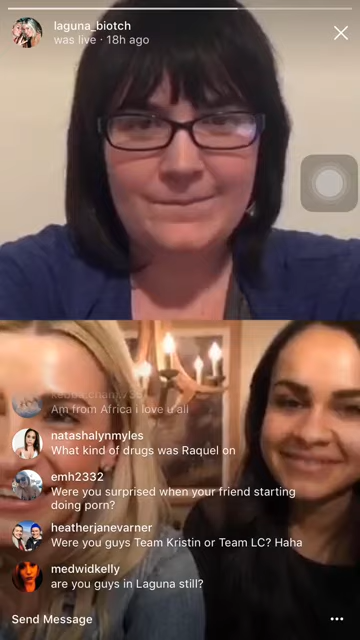 laguna_biotch
was live · 18h ago
Am from Africa i love u all
natashalynmyles
What kind of drugs was Raquel on
emh2332
Were you surprised when your friend starting
doing porn?
heatherjanevarner
Were you guys Team Kristin or Team LC? Haha
medwidkelly
are you guys in Laguna still?
Send Message